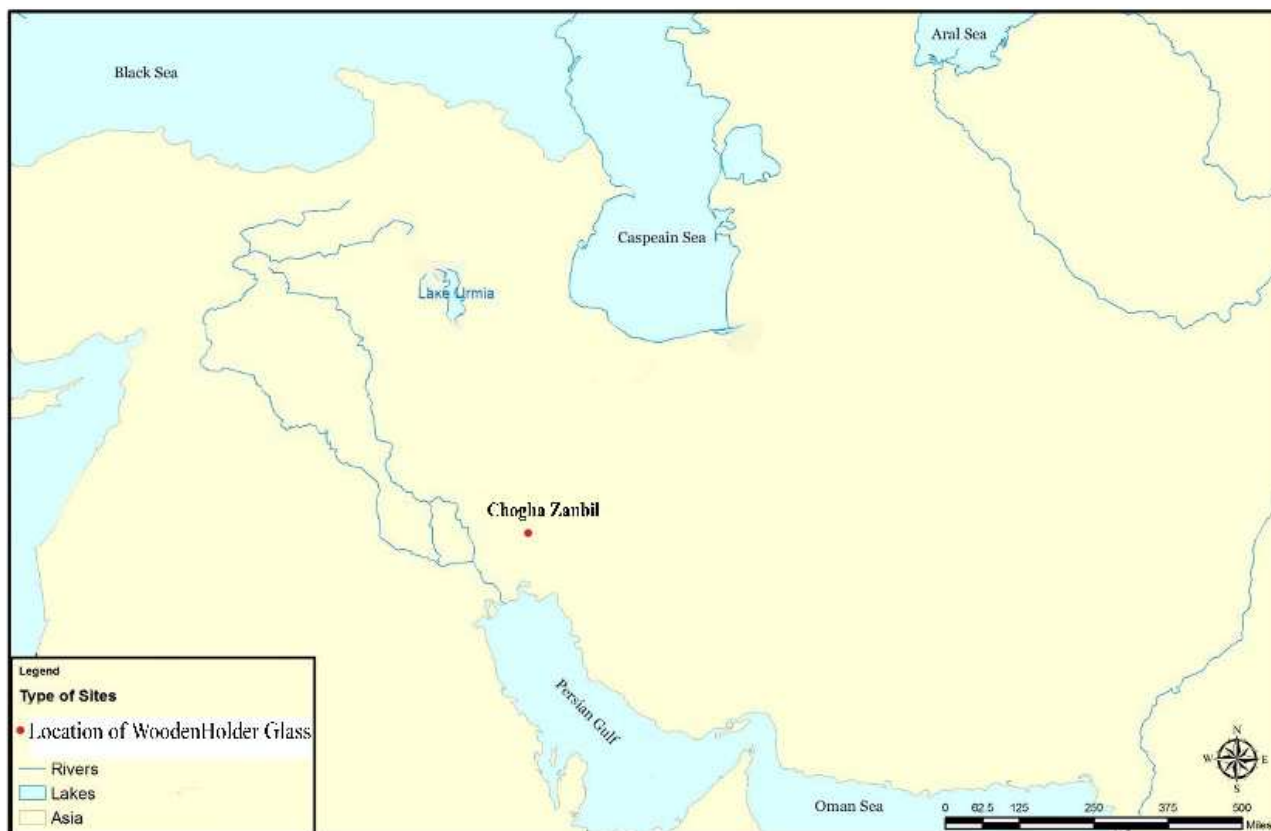 Black Sea
Aral Sea
Caspeain Sea
Lake Urmia
Chogha Zanbil
Persian Gulf
Oman Sea
Legend
Type of Sites
Location of WoodenHolder Glass
Rivers
Lakes
Asia
N
W E
S
0 62.5 125 250 375 500
Miles